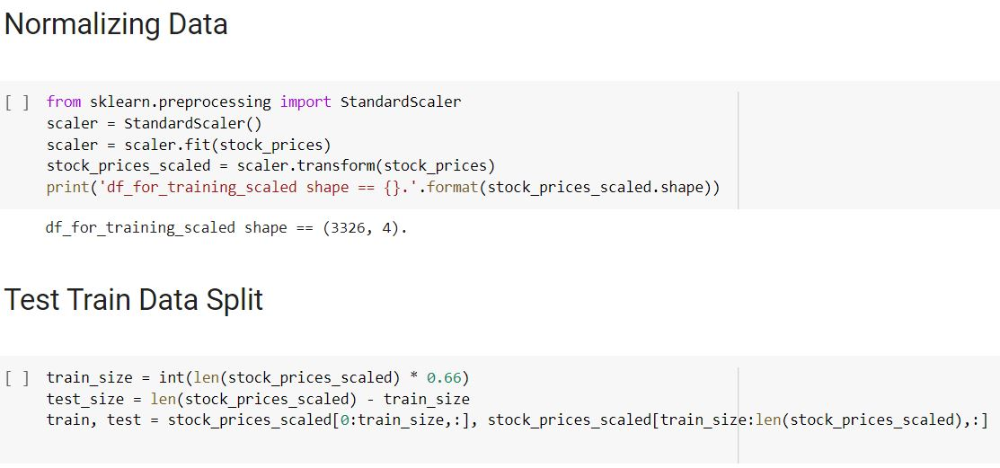 Normalizing Data
[ ] from sklearn.preprocessing import StandardScaler
scaler = StandardScaler()
scaler = scaler.fit(stock_prices)
stock_prices_scaled = scaler.transform(stock_prices)
print('df_for_training_scaled shape == {}.'.format(stock_prices_scaled.shape))
df_for_training_scaled shape == (3326, 4).
Test Train Data Split
[ ] train_size = int(len(stock_prices_scaled) * 0.66)
test_size = len(stock_prices_scaled) - train_size
train, test = stock_prices_scaled[0:train_size,:], stock_prices_scaled[train_size:len(stock_prices_scaled),:]